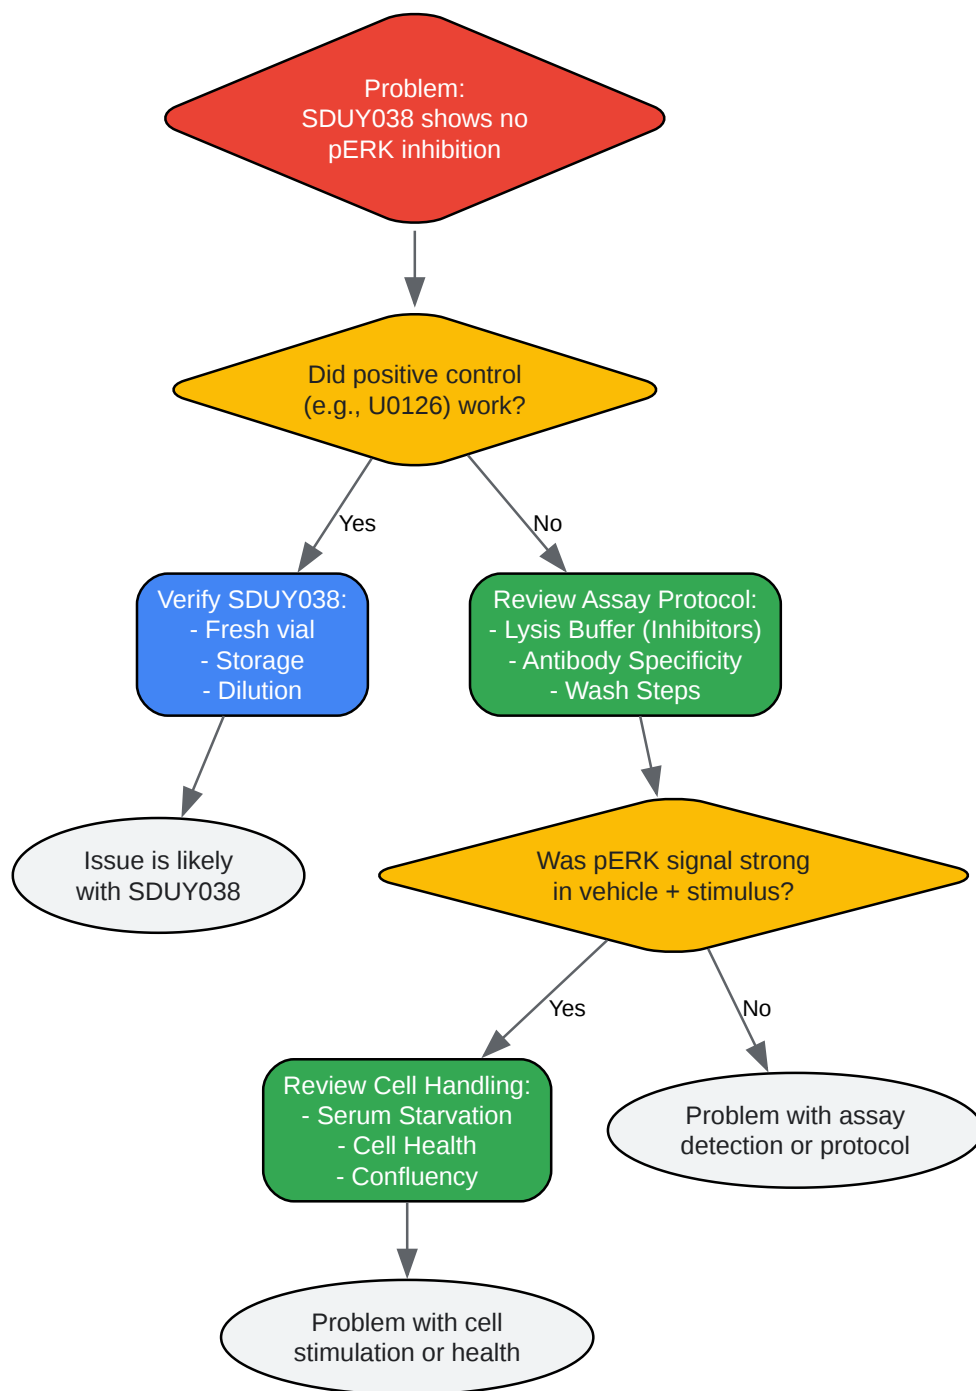 Problem:
SDUY038 shows no
pERK inhibition
Did positive control
(e.g., U0126) work?
Yes
No
Verify SDUY038:
- Fresh vial
- Storage
- Dilution
Review Assay Protocol:
- Lysis Buffer (Inhibitors)
- Antibody Specificity
- Wash Steps
Issue is likely
with SDUY038
Was pERK signal strong
in vehicle + stimulus?
Yes
No
Review Cell Handling:
- Serum Starvation
- Cell Health
- Confluency
Problem with assay
detection or protocol
Problem with cell
stimulation or health